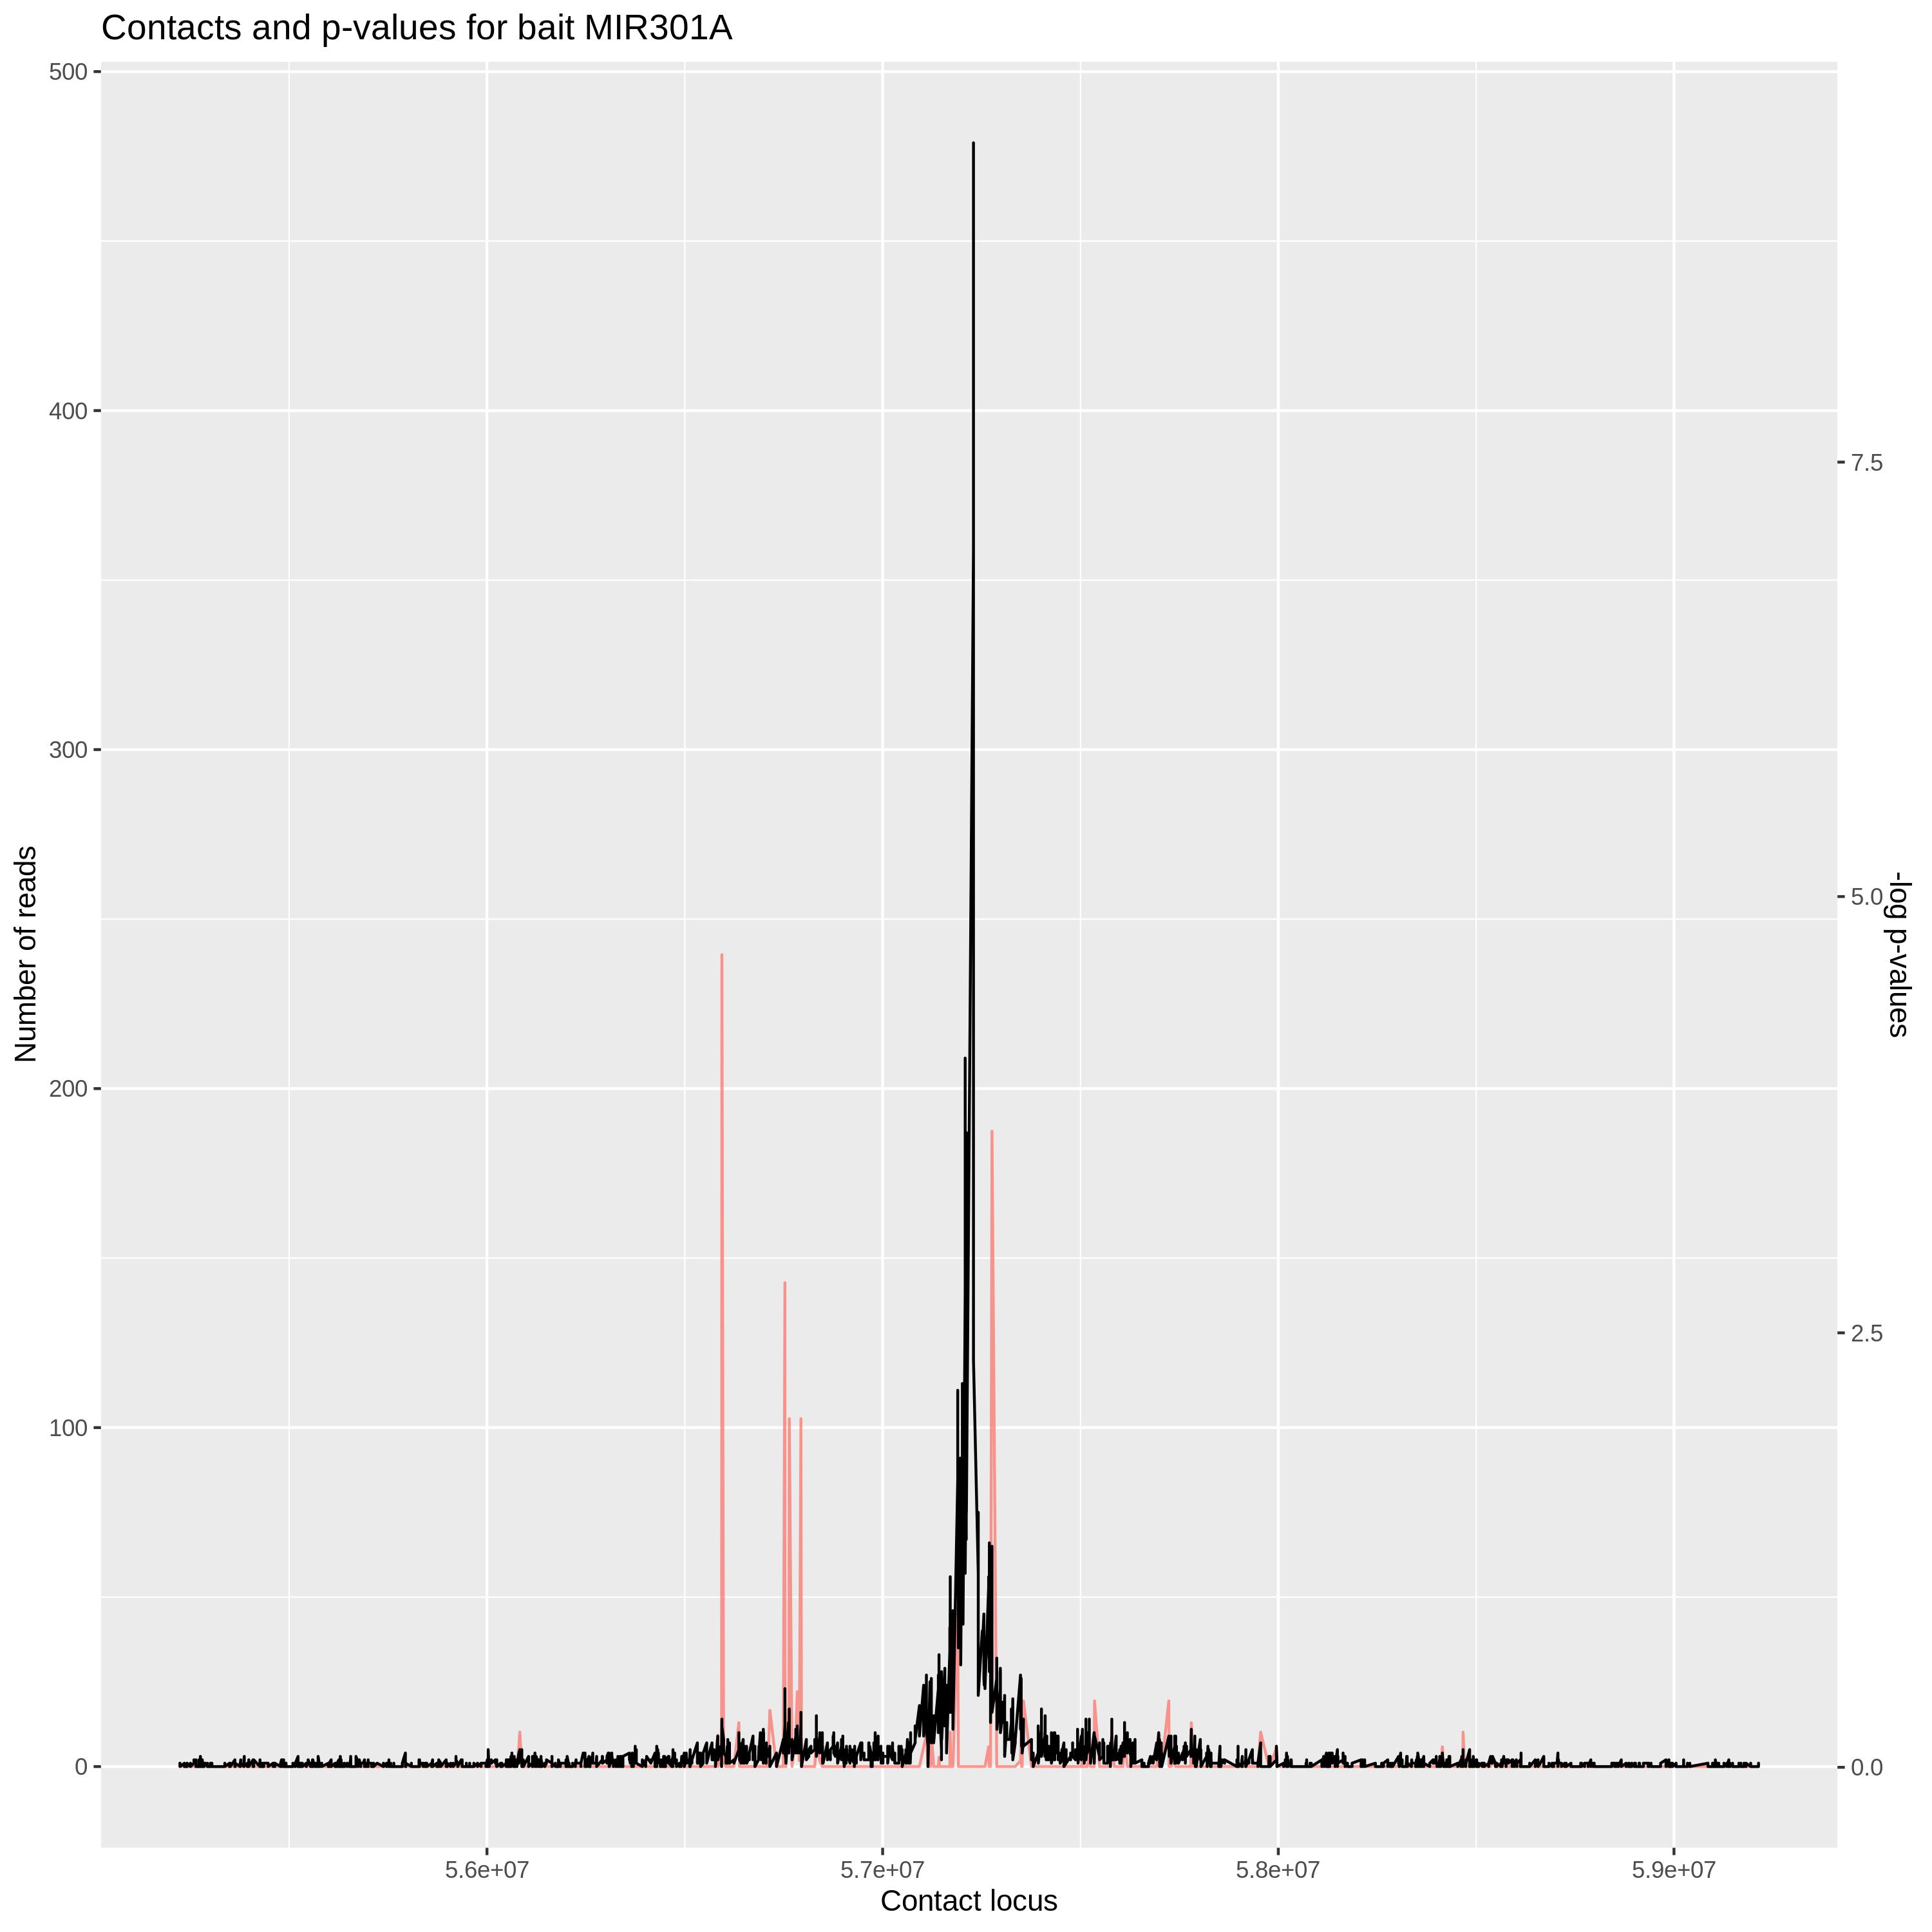 Contacts and p-values for bait MIR301A
500
400
300
200
100
0
Number of reads
7.5
5.0
2.5
0.0
-log p-values
5.6e+07
5.7e+07
5.8e+07
5.9e+07
Contact locus